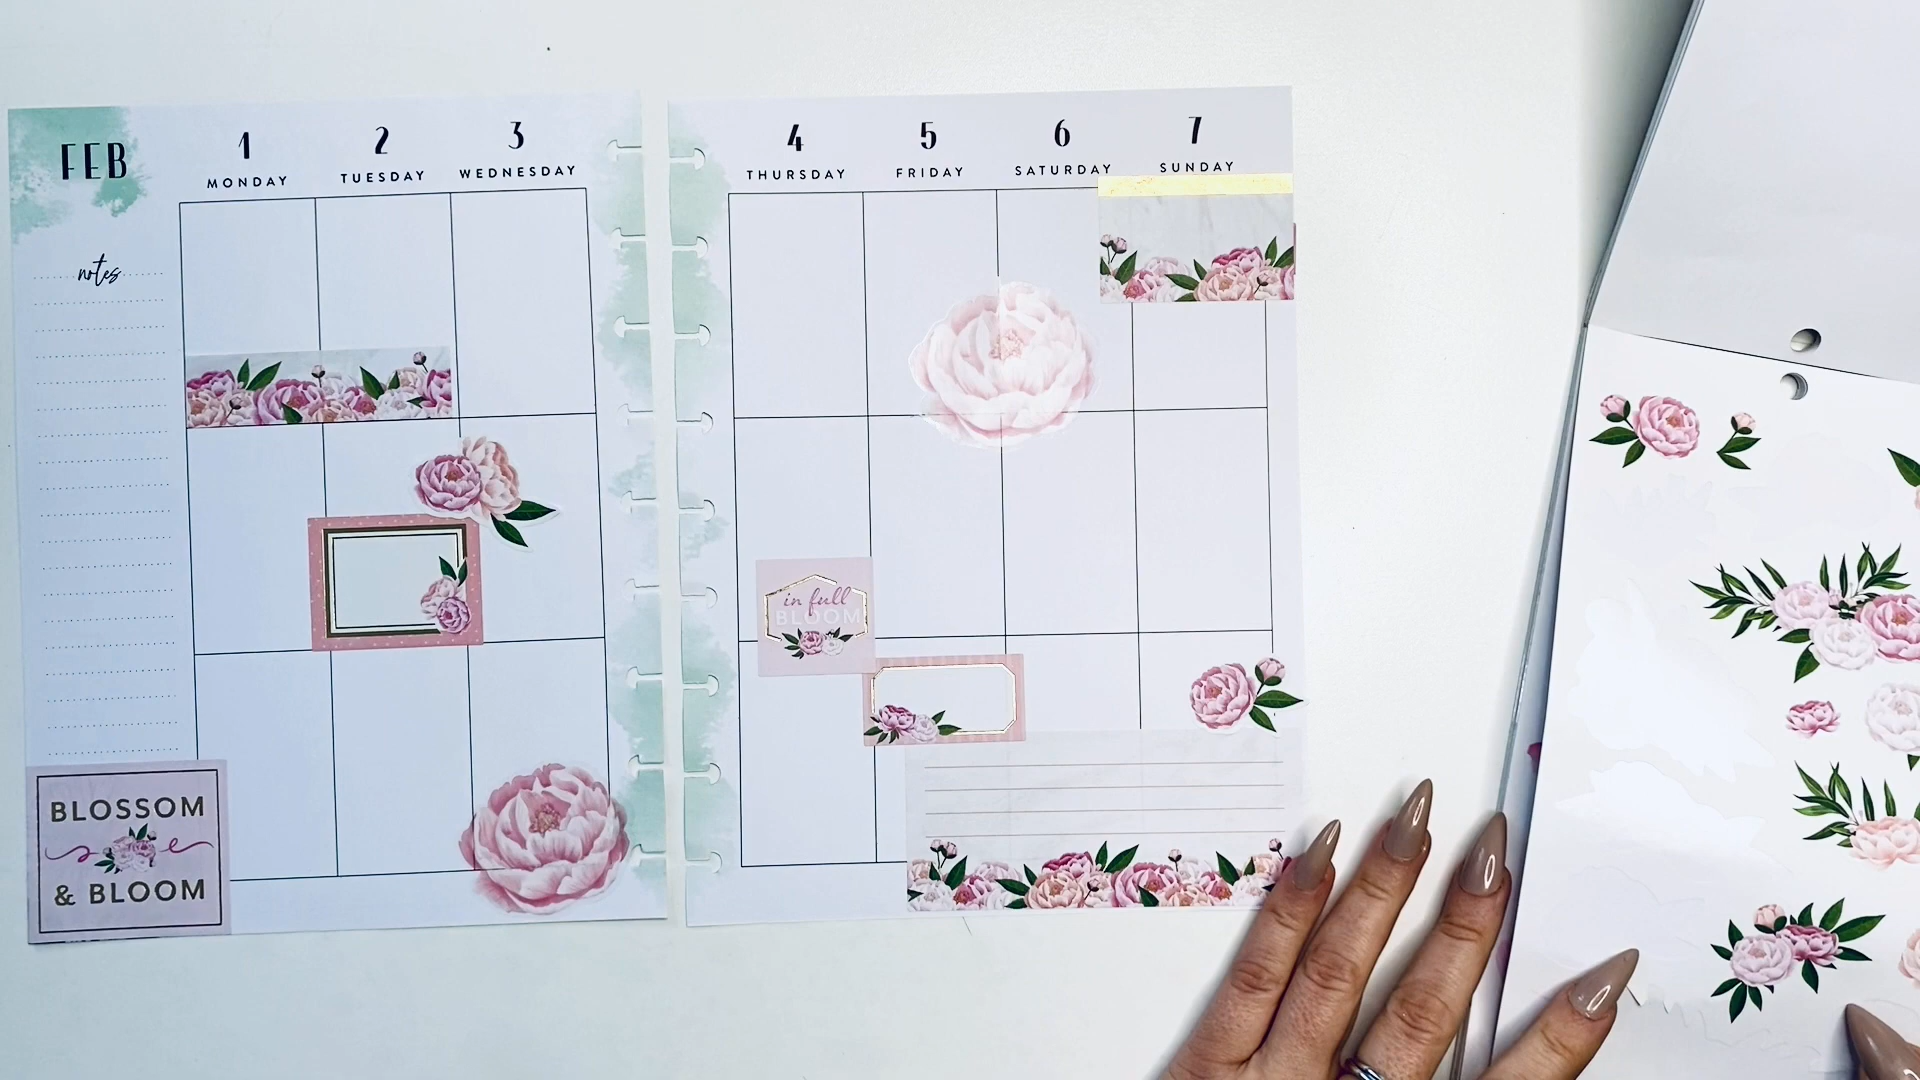 FEB
1
MONDAY
2
TUESDAY
3
WEDNESDAY
notes
BLOSSOM
& BLOOM
4
THURSDAY
5
FRIDAY
6
SATURDAY
7
SUNDAY
in full
BLOOM